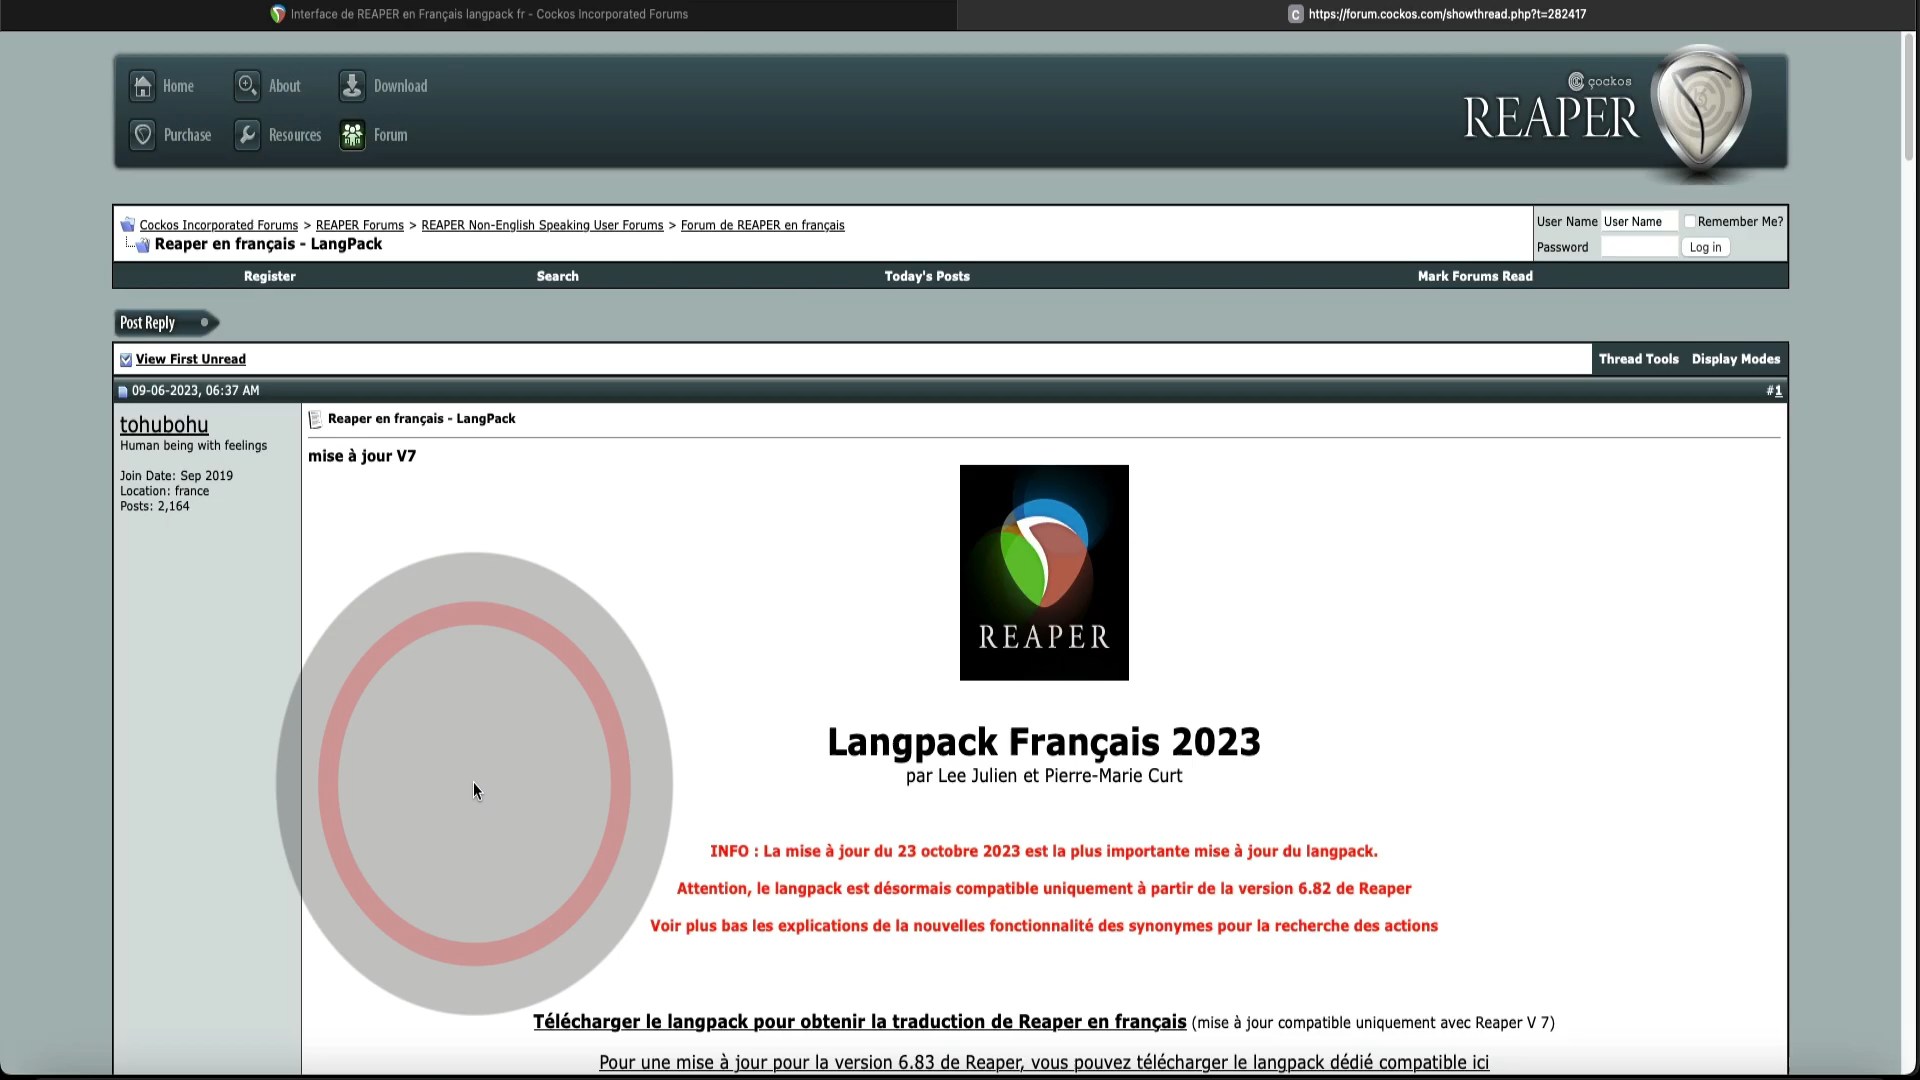 Interface de REAPER en Français langpack fr - Cockos Incorporated Forums
C https://forum.cockos.com/showthread.php?t=282417
Home About Download
Purchase Resources Forum
cockos
REAPER
Cockos Incorporated Forums > REAPER Forums > REAPER Non-English Speaking User Forums > Forum de REAPER en français
Reaper en français - LangPack
User Name User Name Remember Me?
Password Log in
Register Search Today's Posts Mark Forums Read
Post Reply
View First Unread Thread Tools Display Modes
09-06-2023, 06:37 AM #1
tohubohu
Human being with feelings
Join Date: Sep 2019
Location: france
Posts: 2,164
Reaper en français - LangPack
mise à jour V7
REAPER
Langpack Français 2023
par Lee Julien et Pierre-Marie Curt
INFO : La mise à jour du 23 octobre 2023 est la plus importante mise à jour du langpack.
Attention, le langpack est désormais compatible uniquement à partir de la version 6.82 de Reaper
Voir plus bas les explications de la nouvelles fonctionnalité des synonymes pour la recherche des actions
Télécharger le langpack pour obtenir la traduction de Reaper en français (mise à jour compatible uniquement avec Reaper V 7)
Pour une mise à jour pour la version 6.83 de Reaper, vous pouvez télécharger le langpack dédié compatible ici